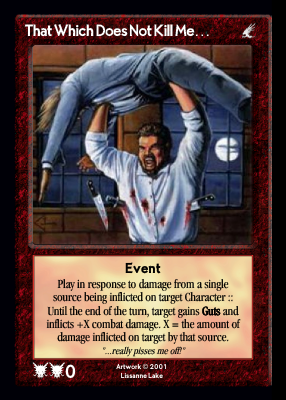 That Which Does Not Kill Me...
Event
Play in response to damage from a single
source being inflicted on target Character ::
Until the end of the turn, target gains Guts and
inflicts +X combat damage. X = the amount of
damage inflicted on target by that source.
"...really pisses me off!"
0
Artwork © 2001
Lissanne Lake